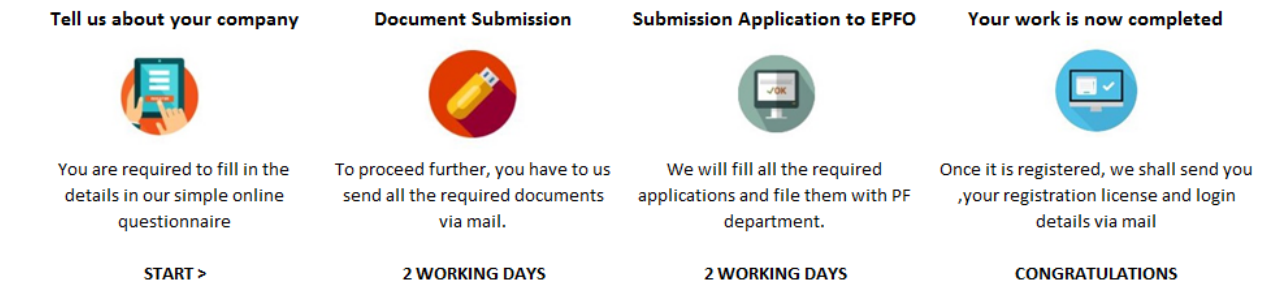 Tell us about your company
Document Submission
Submission Application to EPFO
Your work is now completed
✓OK
You are required to fill in the
details in our simple online
questionnaire
To proceed further, you have to us
send all the required documents
via mail.
We will fill all the required
applications and file them with PF
department.
Once it is registered, we shall send you
,your registration license and login
details via mail
START >
2 WORKING DAYS
2 WORKING DAYS
CONGRATULATIONS